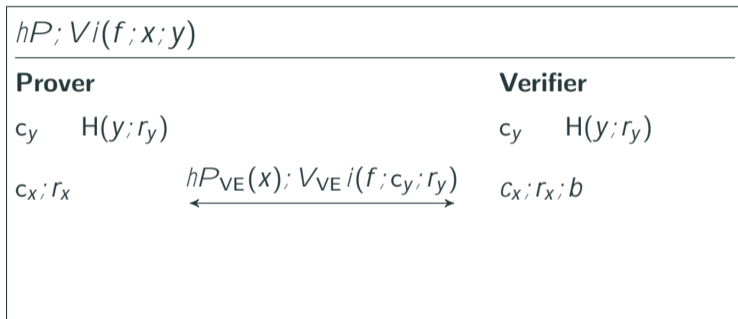 hP; Vi(f; x; y)
Prover Verifier
cy H(y; ry) cy H(y; ry)
cx; rx hPVE(x); VVE i(f; cy; ry) cx; rx; b